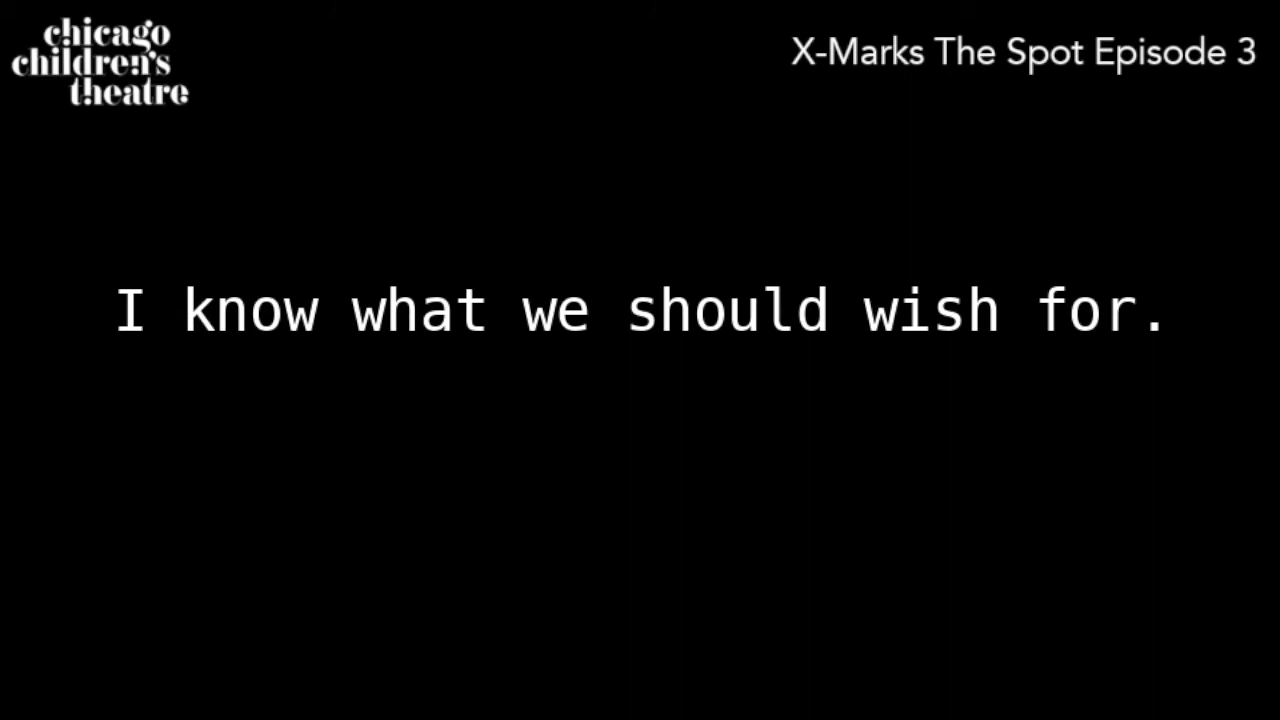 chicago
children's
theatre
X-Marks The Spot Episode 3
I know what we should wish for.